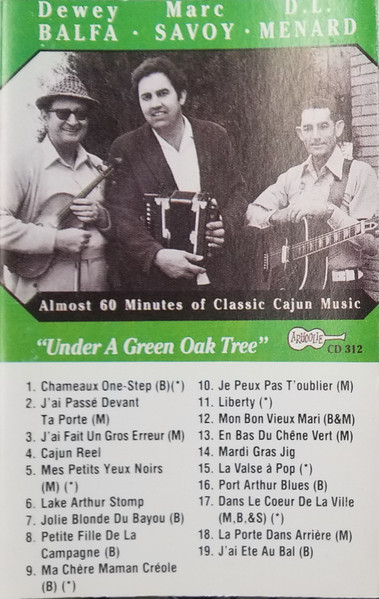 Dewey Marc D.L.
BALFA · SAVOY · MENARD
Almost 60 Minutes of Classic Cajun Music
"Under A Green Oak Tree"
ARHOOLIE
CD 312
1. Chameaux One-Step (B)(*)
2. J'ai Passé Devant
Ta Porte (M)
3. J'ai Fait Un Gros Erreur (M)
4. Cajun Reel
5. Mes Petits Yeux Noirs
(M) (*)
6. Lake Arthur Stomp
7. Jolie Blonde Du Bayou (B)
8. Petite Fille De La
Campagne (B)
9. Ma Chère Maman Créole
(B) (*)
10. Je Peux Pas T'oublier (M)
11. Liberty (*)
12. Mon Bon Vieux Mari (B&M)
13. En Bas Du Chêne Vert (M)
14. Mardi Gras Jig
15. La Valse à Pop (*)
16. Port Arthur Blues (B)
17. Dans Le Coeur De La Ville
(M,B,&S) (*)
18. La Porte Dans Arrière (M)
19. J'ai Ete Au Bal (B)